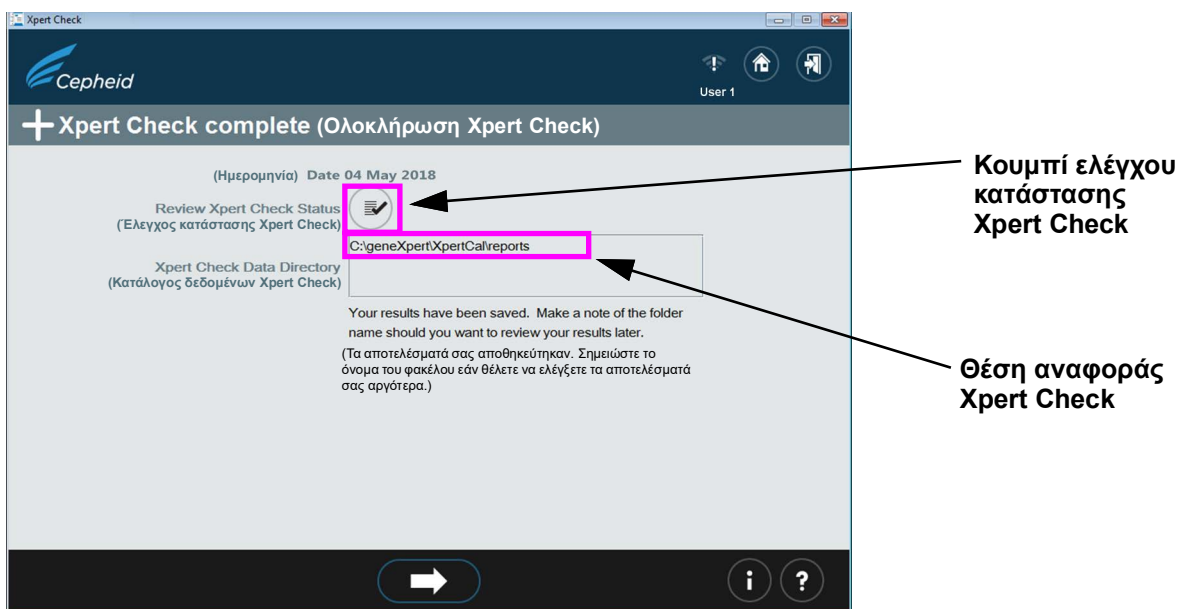 Xpert Check
Cepheid
User 1
Xpert Check complete (Ολοκλήρωση Xpert Check)
(Ημερομηνία) Date 04 May 2018
Review Xpert Check Status
(Έλεγχος κατάστασης Xpert Check)
C:\geneXpert\XpertCal\reports
Xpert Check Data Directory
(Κατάλογος δεδομένων Xpert Check)
Your results have been saved. Make a note of the folder
name should you want to review your results later.
(Τα αποτελέσματά σας αποθηκεύτηκαν. Σημειώστε το
όνομα του φακέλου εάν θέλετε να ελέγξετε τα αποτελέσματά
σας αργότερα.)
Κουμπί ελέγχου
κατάστασης
Xpert Check
Θέση αναφοράς
Xpert Check
i ?